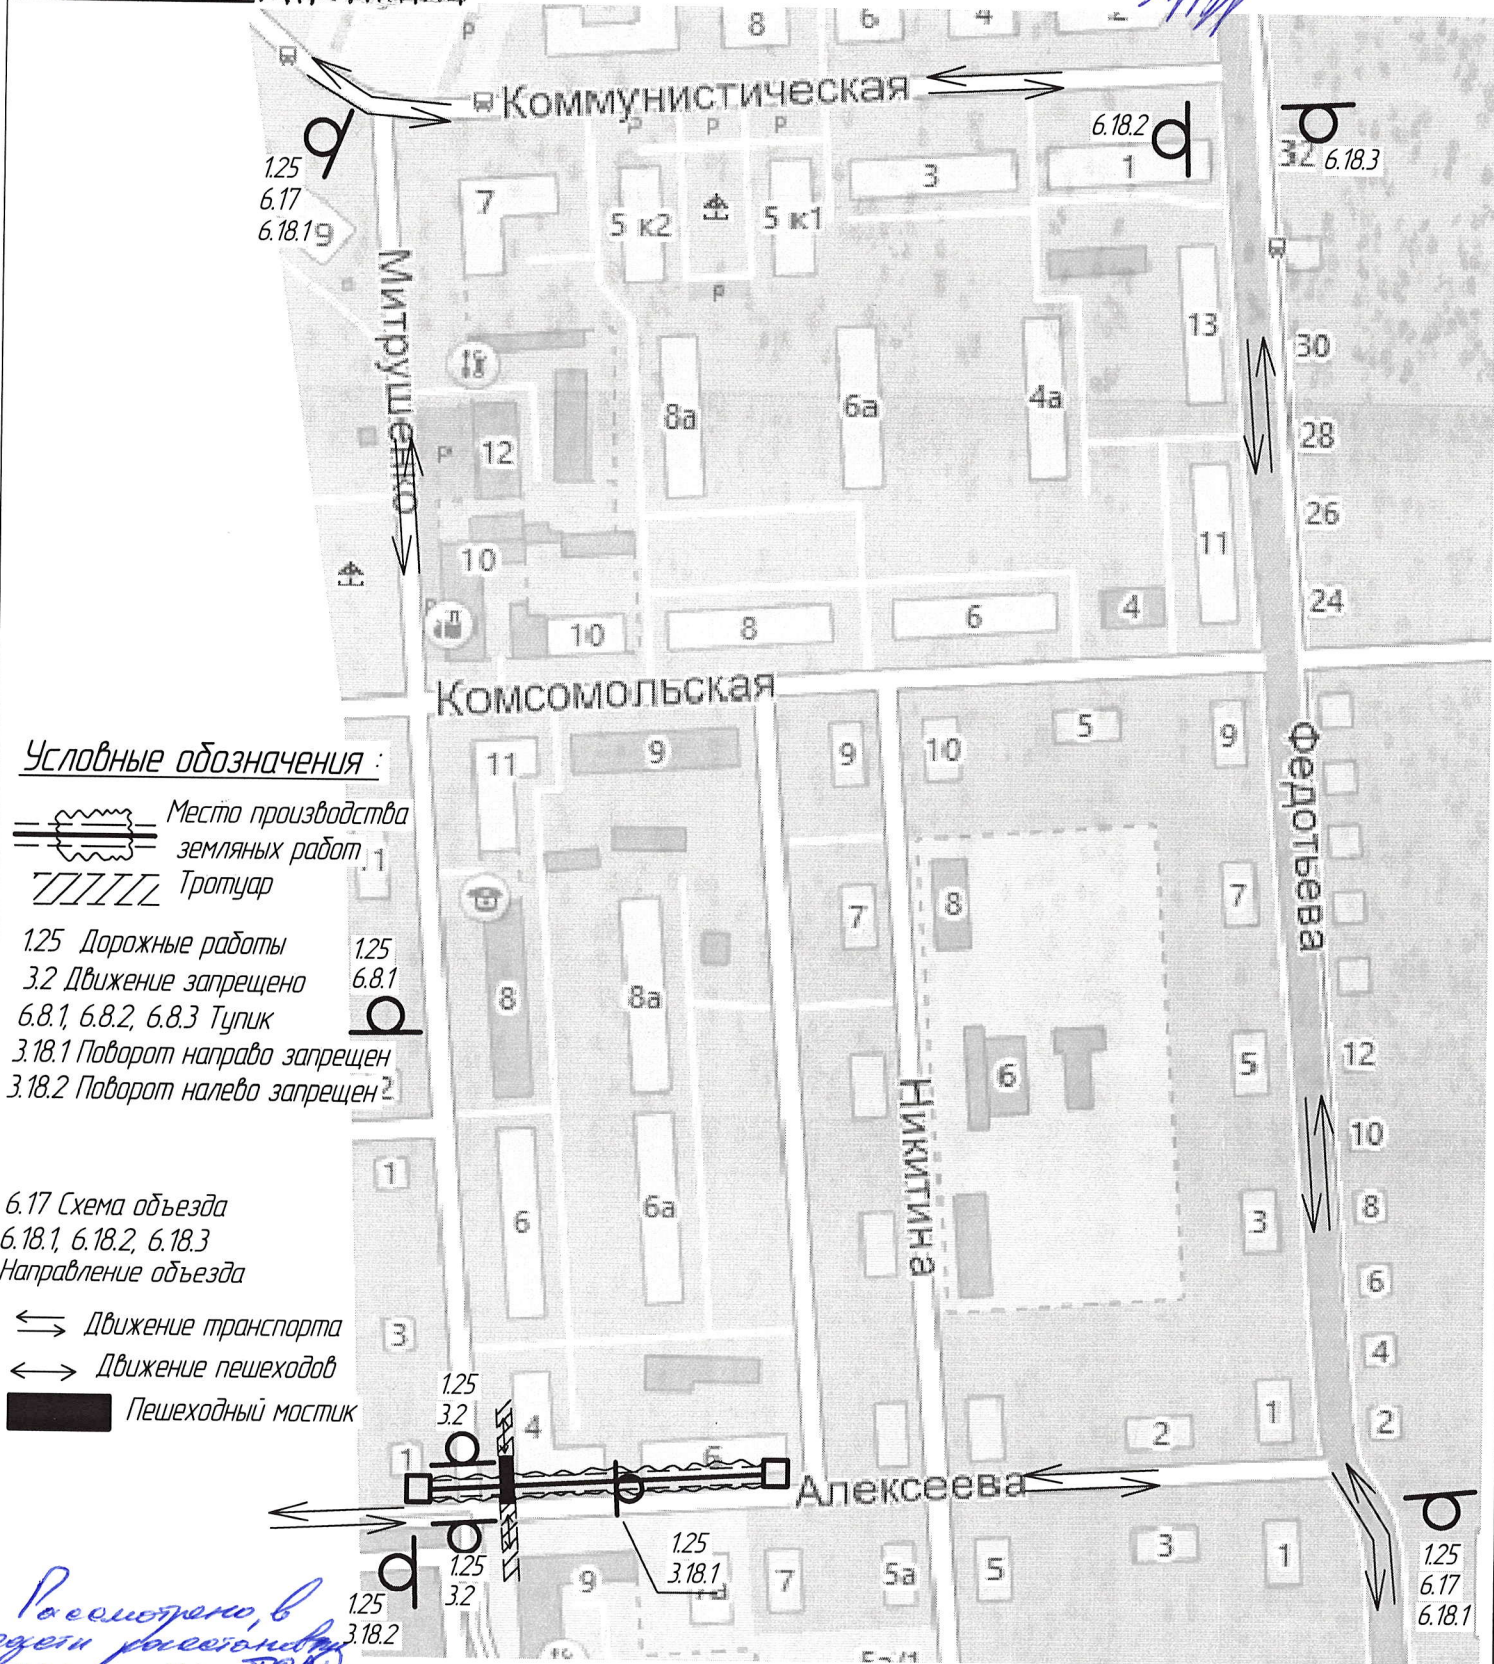 8
6
4
2
Р
Коммунистическая
6.18.2
32
6.18.3
1.25
6.17
6.18.1
9
7
5 к2
5 к1
3
1
Р
Р
Р
Р
Митрушенко
13
30
8а
6а
4а
28
Р
12
26
10
11
Р
10
8
6
4
24
Комсомольская
Условные обозначения :
Место производства
земляных работ
Тротуар
1.25 Дорожные работы
3.2 Движение запрещено
6.8.1, 6.8.2, 6.8.3 Тупик
3.18.1 Поворот направо запрещен
3.18.2 Поворот налево запрещен
6.17 Схема объезда
6.18.1, 6.18.2, 6.18.3
Направление объезда
Движение транспорта
Движение пешеходов
Пешеходный мостик
11
9
9
10
5
9
Федотьева
1
8
7
8
7
1.25
6.8.1
8а
6
5
12
2
Никитина
10
1
6
6а
3
8
6
3
4
1.25
3.2
4
6
2
1
2
1
Алексеева
1.25
3.2
1.25
3.18.1
1.25
3.18.2
9
7
5а
5
3
1
1.25
6.17
6.18.1
5а/1
Рассмотрено, в
части расстановки